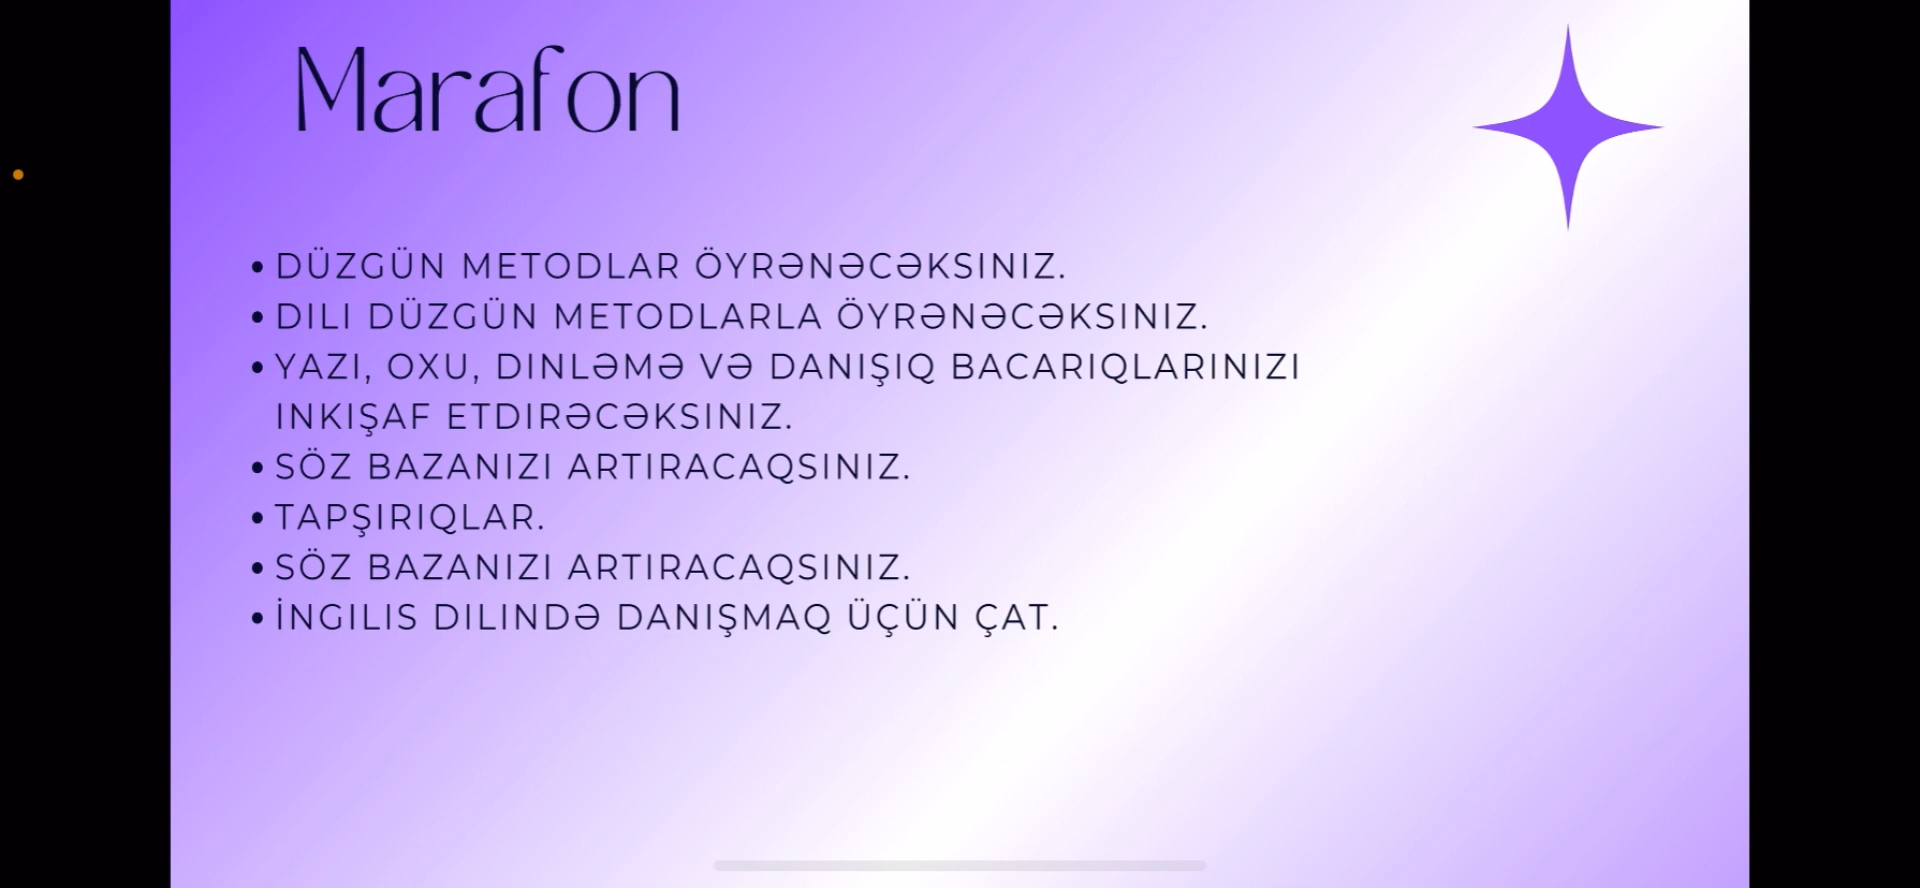 Marafon
• DÜZGÜN METODLAR ÖYRƏNƏCƏKSINIZ.
• DILI DÜZGÜN METODLARLA ÖYRƏNƏCƏKSINIZ.
• YAZI, OXU, DINLƏMƏ VƏ DANIŞIQ BACARIQLARINIZI
INKIŞAF ETDIRƏCƏKSINIZ.
• SÖZ BAZANIZI ARTIRACAQSINIZ.
• TAPŞIRIQLAR.
• SÖZ BAZANIZI ARTIRACAQSINIZ.
• İNGILIS DILINDƏ DANIŞMAQ ÜÇÜN ÇAT.